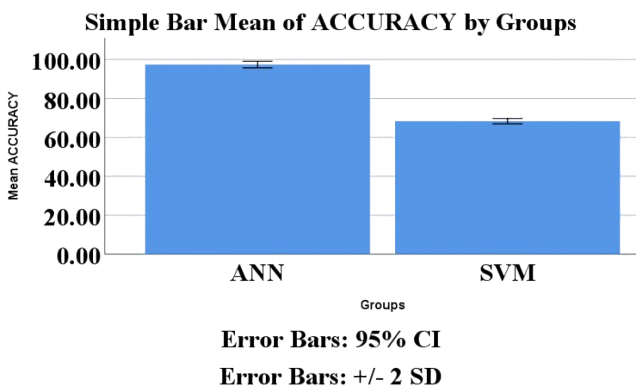 Simple Bar Mean of ACCURACY by Groups
Mean ACCURACY
100.00
80.00
60.00
40.00
20.00
0.00
ANN SVM
Groups
Error Bars: 95% CI
Error Bars: +/- 2 SD